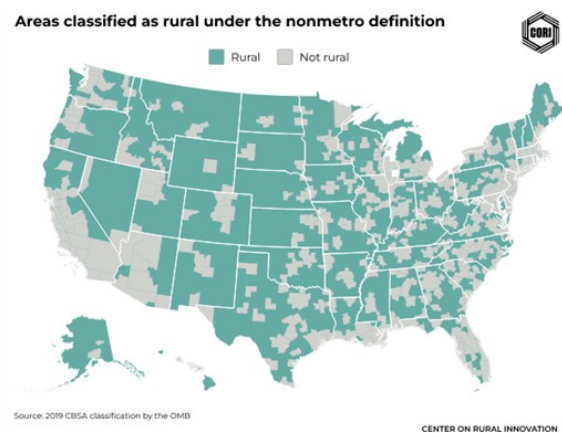 Areas classified as rural under the nonmetro definition
CORI
Rural
Not rural
Source: 2019 CBSA classification by the OMB
CENTER ON RURAL INNOVATION